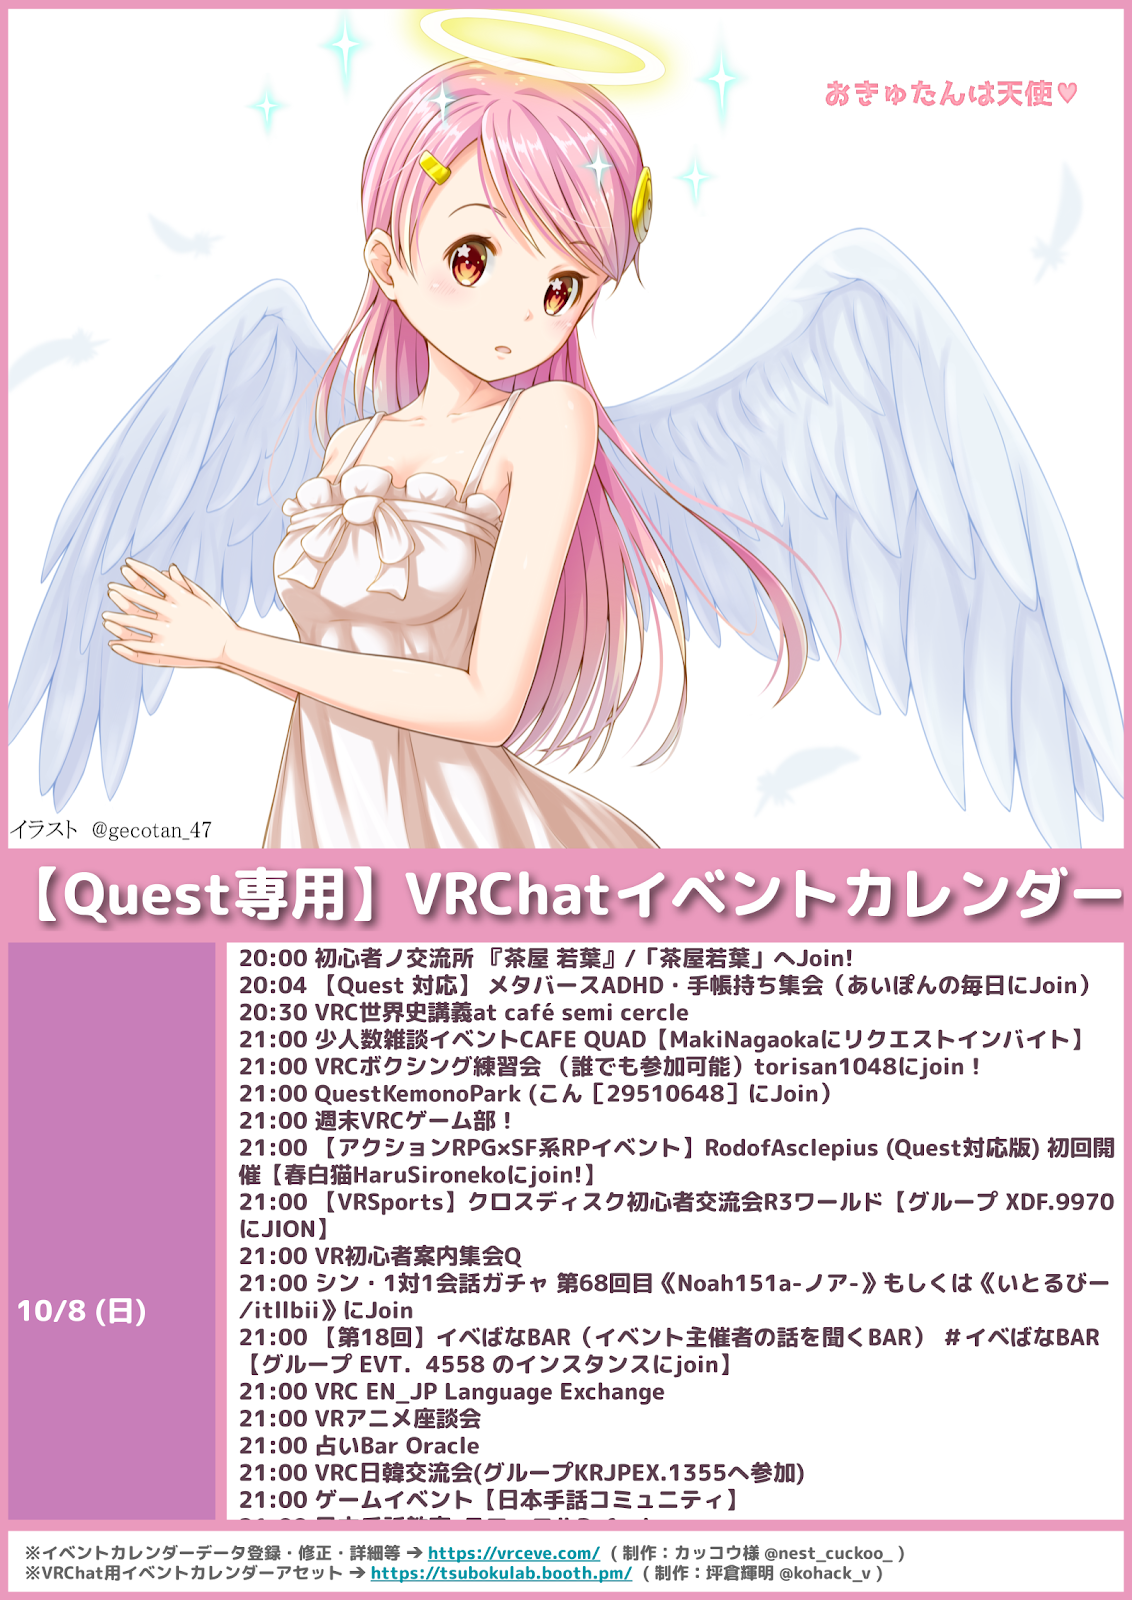 おきゅたんは天使♥
イラスト @gecotan_47
【Quest専用】VRChatイベントカレンダー
10/8 (日)
20:00 初心者ノ交流所 『茶屋 若葉』/「茶屋若葉」へJoin!
20:04 【Quest 対応】 メタバースADHD・手帳持ち集会（あいぽんの毎日にJoin）
20:30 VRC世界史講義at café semi cercle
21:00 少人数雑談イベントCAFE QUAD【MakiNagaokaにリクエストインバイト】
21:00 VRCボクシング練習会 （誰でも参加可能）torisan1048にjoin！
21:00 QuestKemonoPark (こん［29510648］にJoin）
21:00 週末VRCゲーム部！
21:00 【アクションRPG×SF系RPイベント】RodofAsclepius (Quest対応版) 初回開
催【春白猫HaruSironekoにjoin!】
21:00 【VRSports】クロスディスク初心者交流会R3ワールド【グループ XDF.9970
にJION】
21:00 VR初心者案内集会Q
21:00 シン・1対1会話ガチャ 第68回目《Noah151a-ノア-》もしくは《いとるびー
/itllbii》にJoin
21:00 【第18回】イベばなBAR（イベント主催者の話を聞くBAR） ＃イベばなBAR
【グループ EVT．4558 のインスタンスにjoin】
21:00 VRC EN_JP Language Exchange
21:00 VRアニメ座談会
21:00 占いBar Oracle
21:00 VRC日韓交流会(グループKRJPEX.1355へ参加)
21:00 ゲームイベント【日本手話コミュニティ】
※イベントカレンダーデータ登録・修正・詳細等 ➔ https://vrceve.com/ （制作：カッコウ様 @nest_cuckoo_ ）
※VRChat用イベントカレンダーアセット ➔ https://tsubokulab.booth.pm/ （制作：坪倉輝明 @kohack_v ）